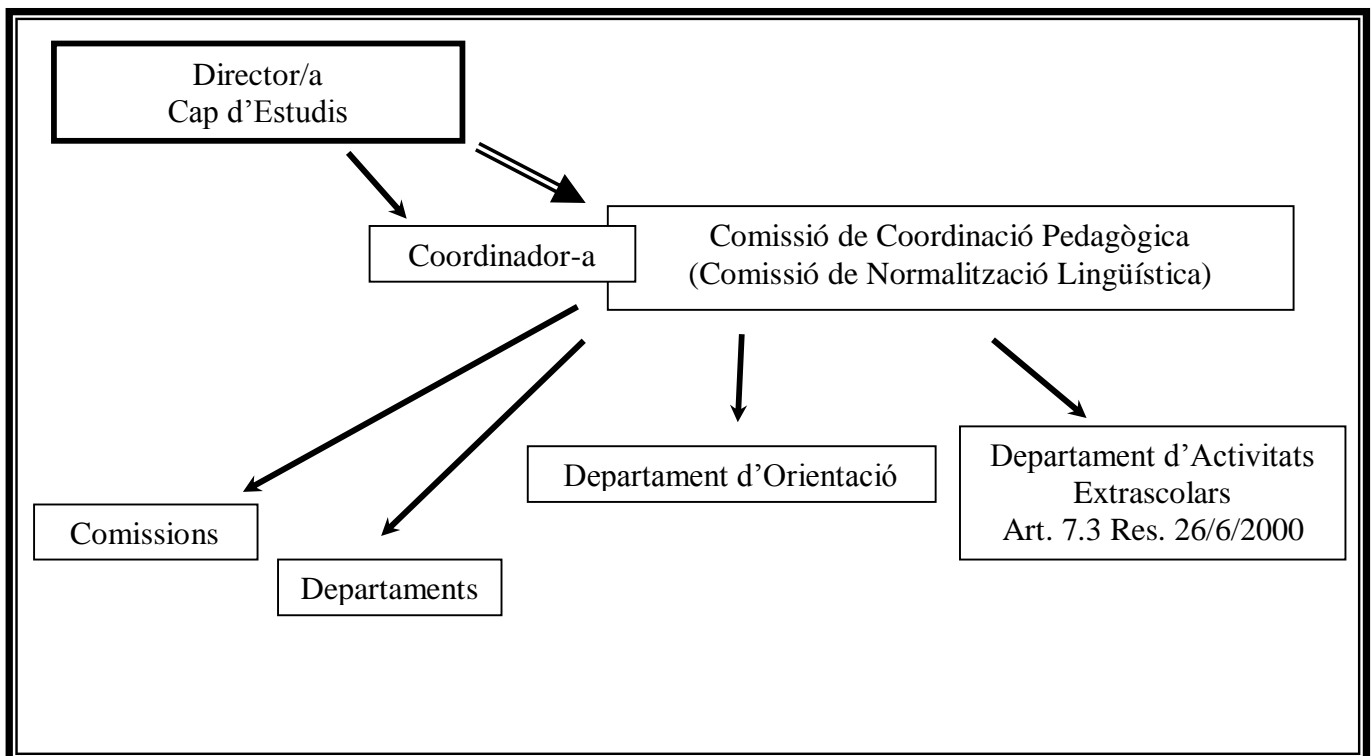 Director/a
Cap d’Estudis
Coordinador-a
Comissió de Coordinació Pedagògica
(Comissió de Normalització Lingüística)
Departament d’Orientació
Departament d’Activitats
Extrascolars
Art. 7.3 Res. 26/6/2000
Comissions
Departaments